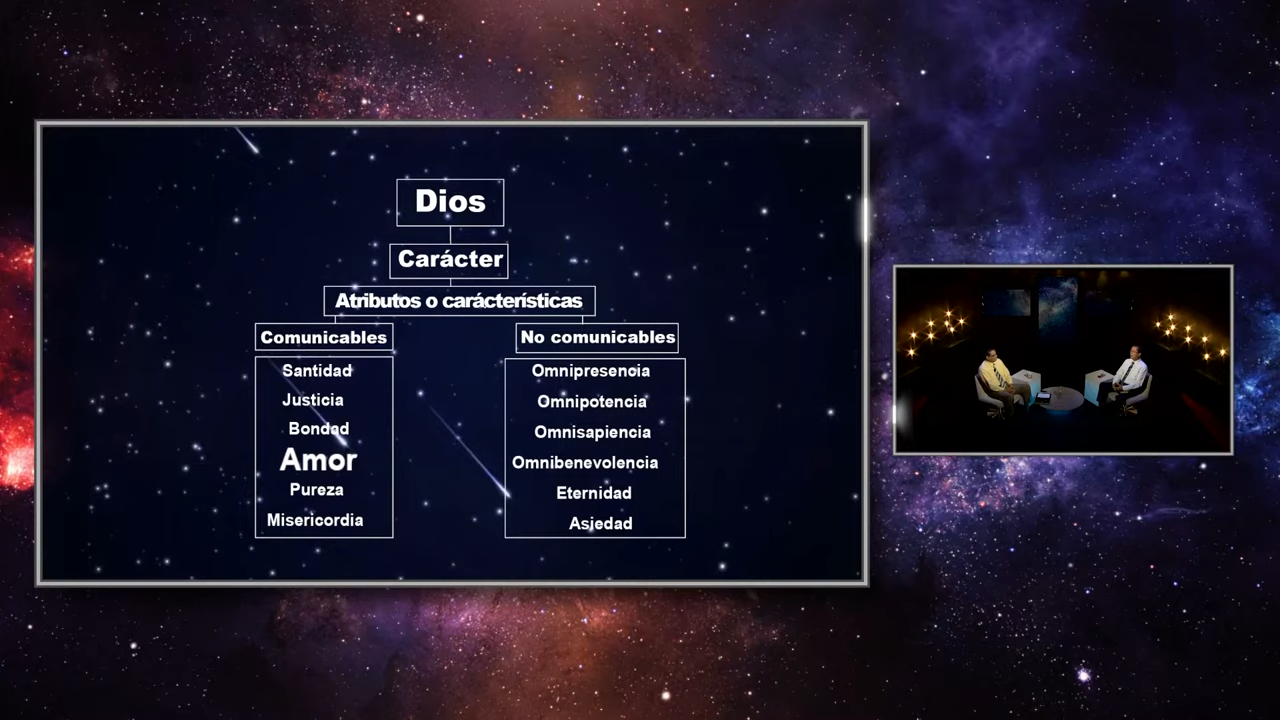 Dios
Carácter
Atributos o carácterísticas
Comunicables
Santidad
Justicia
Bondad
Amor
Pureza
Misericordia
No comunicables
Omnipresencia
Omnipotencia
Omnisapiencia
Omnibenevolencia
Eternidad
Asiedad